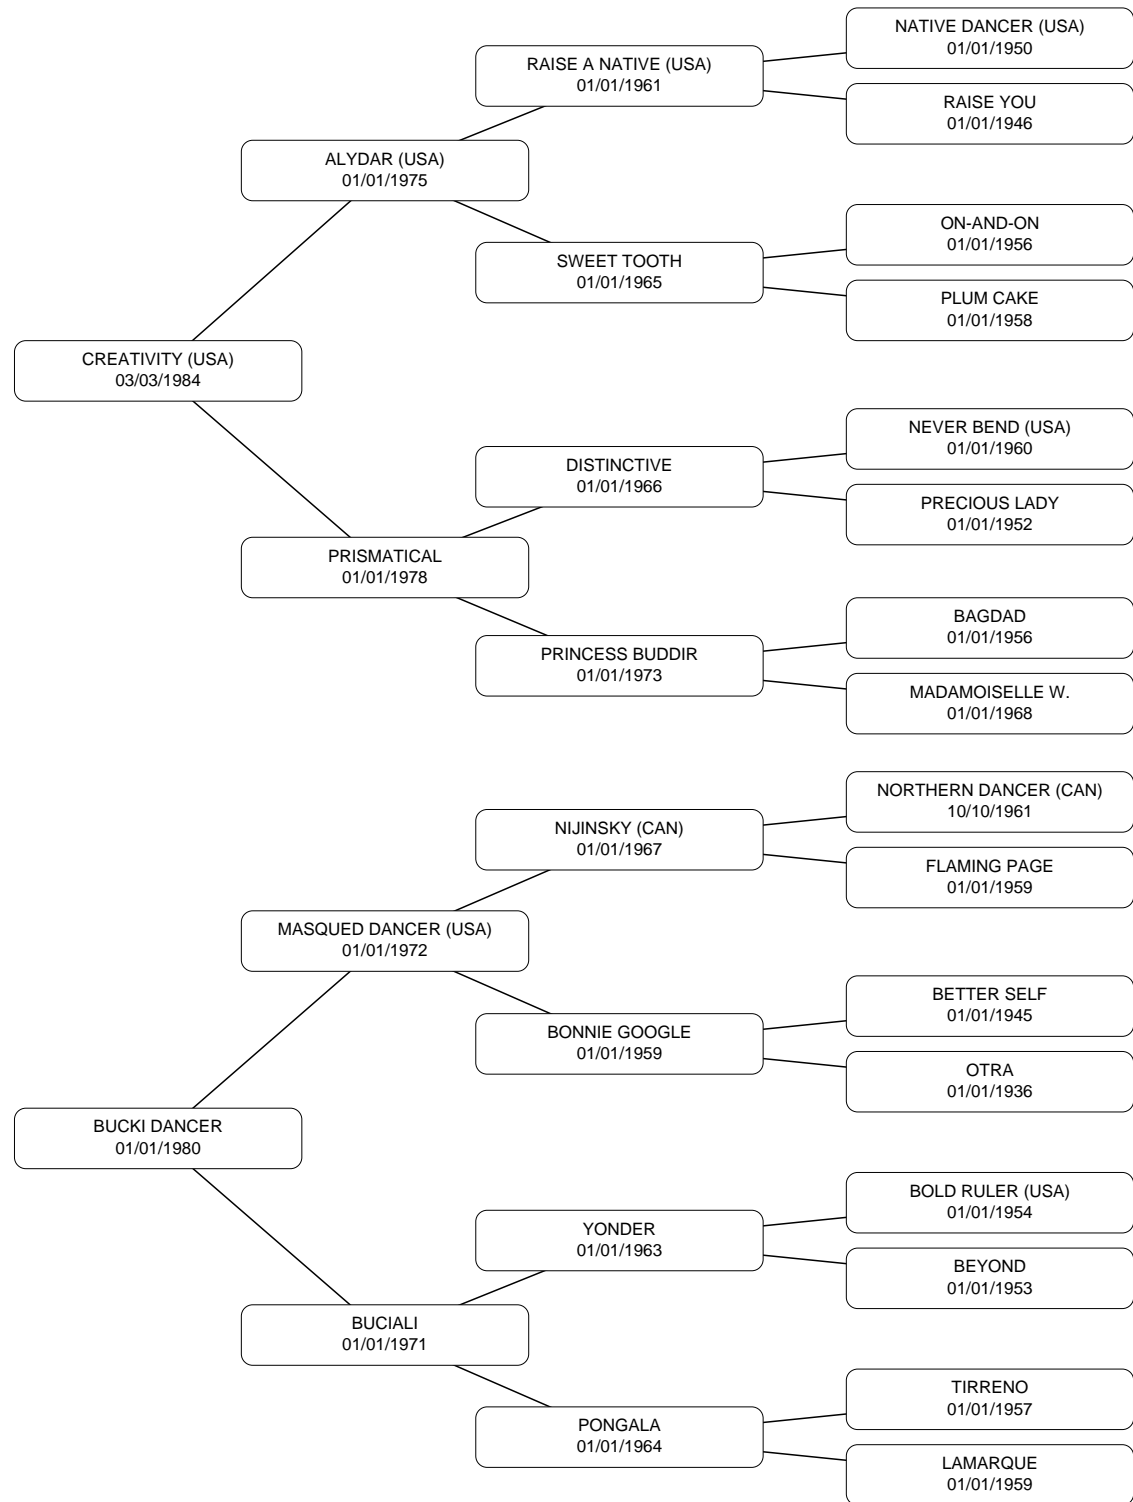 NATIVE DANCER (USA)
01/01/1950
RAISE A NATIVE (USA)
01/01/1961
RAISE YOU
01/01/1946
ALYDAR (USA)
01/01/1975
ON-AND-ON
01/01/1956
SWEET TOOTH
01/01/1965
PLUM CAKE
01/01/1958
CREATIVITY (USA)
03/03/1984
NEVER BEND (USA)
01/01/1960
DISTINCTIVE
01/01/1966
PRECIOUS LADY
01/01/1952
PRISMATICAL
01/01/1978
BAGDAD
01/01/1956
PRINCESS BUDDIR
01/01/1973
MADAMOISELLE W.
01/01/1968
NORTHERN DANCER (CAN)
10/10/1961
NIJINSKY (CAN)
01/01/1967
FLAMING PAGE
01/01/1959
MASQUED DANCER (USA)
01/01/1972
BETTER SELF
01/01/1945
BONNIE GOOGLE
01/01/1959
OTRA
01/01/1936
BUCKI DANCER
01/01/1980
BOLD RULER (USA)
01/01/1954
YONDER
01/01/1963
BEYOND
01/01/1953
BUCIALI
01/01/1971
TIRRENO
01/01/1957
PONGALA
01/01/1964
LAMARQUE
01/01/1959